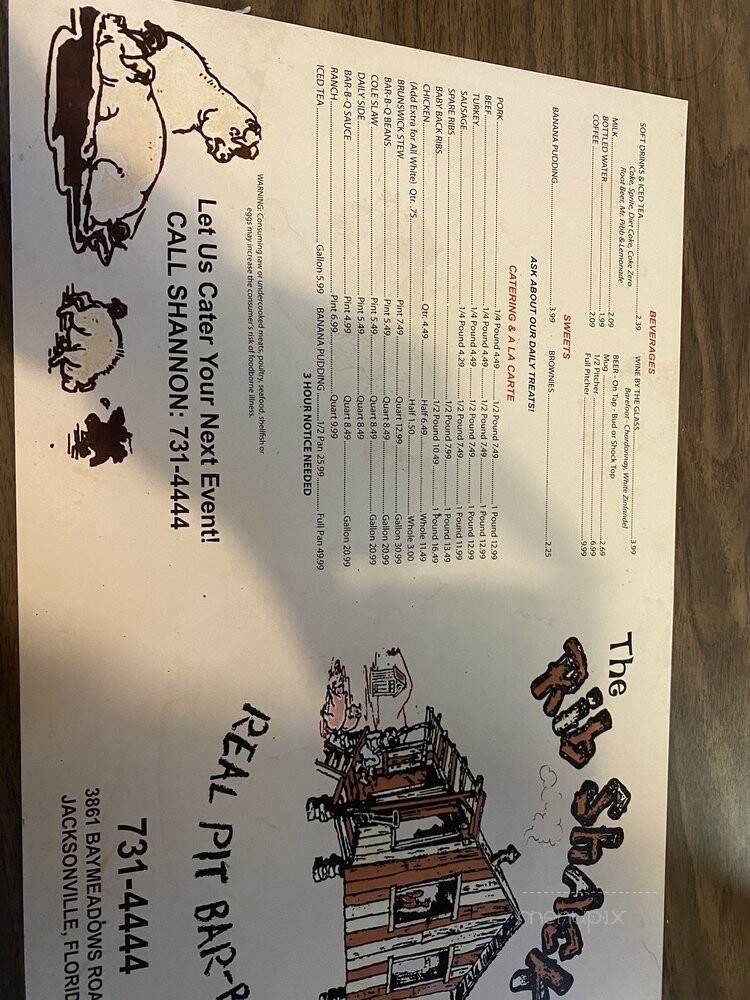 BEVERAGES
SOFT DRINKS & ICED TEA 2.39
Coke, Sprite, Diet Coke, Coke Zero
Root Beer, Mr. Pibb & Lemonade
MILK 2.09
BOTTLED WATER 1.99
COFFEE 2.09
WINE BY THE GLASS 3.99
Barefoot - Chardonnay, White Zinfandel
BEER - On Tap - Bud or Shock Top
Mug 2.69
1/2 Pitcher 6.99
Full Pitcher 9.99
SWEETS
BANANA PUDDING 3.99 BROWNIES 2.25
ASK ABOUT OUR DAILY TREATS!
CATERING & A LA CARTE
PORK 1/4 Pound 4.49 1/2 Pound 7.49 1 Pound 12.99
BEEF 1/4 Pound 4.49 1/2 Pound 7.49 1 Pound 12.99
TURKEY 1/4 Pound 4.49 1/2 Pound 7.49 1 Pound 12.99
SAUSAGE 1/4 Pound 4.29 1/2 Pound 7.49 1 Pound 11.99
SPARE RIBS 1/2 Pound 7.99 1 Pound 13.49
BABY BACK RIBS 1/2 Pound 10.49 1 Pound 16.49
CHICKEN Qtr. 4.49 Half 6.49 Whole 11.49
(Add Extra for All White) Qtr. .75 Half 1.50 Whole 3.00
BRUNSWICK STEW Pint 7.49 Quart 12.99 Gallon 30.99
BAR-B-Q BEANS Pint 5.49 Quart 8.49 Gallon 20.99
COLE SLAW Pint 5.49 Quart 8.49 Gallon 20.99
DAILY SIDE Pint 5.49 Quart 8.49
BAR-B-Q SAUCE Pint 4.99 Quart 8.49 Gallon 20.99
RANCH Pint 6.99 Quart 9.99
ICED TEA Gallon 5.99 BANANA PUDDING 1/2 Pan 25.99 Full Pan 49.99
3 HOUR NOTICE NEEDED
WARNING: Consuming raw or undercooked meats, poultry, seafood, shellfish or
eggs may increase the consumer's risk of foodborne illness.
Let Us Cater Your Next Event!
CALL SHANNON: 731-4444
The
Rib Shack
REAL PIT BAR-B
731-4444
3861 BAYMEADOWS ROA
JACKSONVILLE, FLORID
menupix